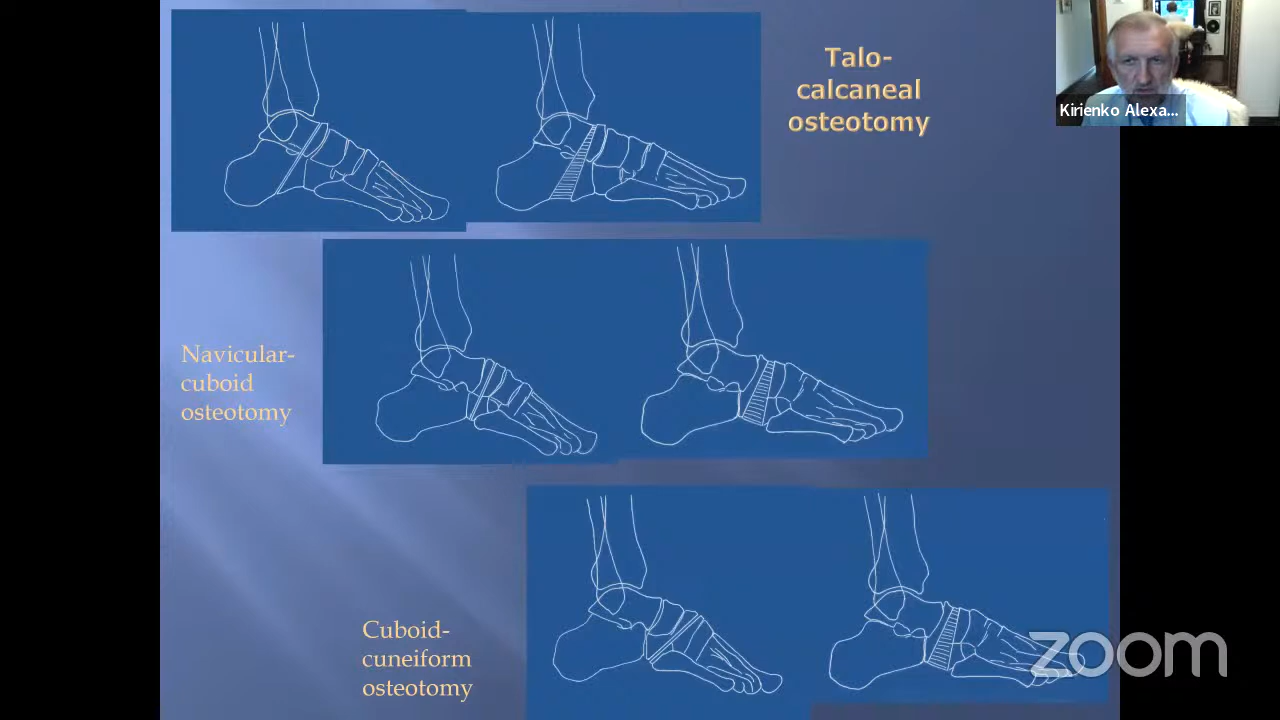 Talo-
calcaneal
osteotomy
Kirienko Alexa...
Navicular-
cuboid
osteotomy
Cuboid-
cuneiform
osteotomy
zoom